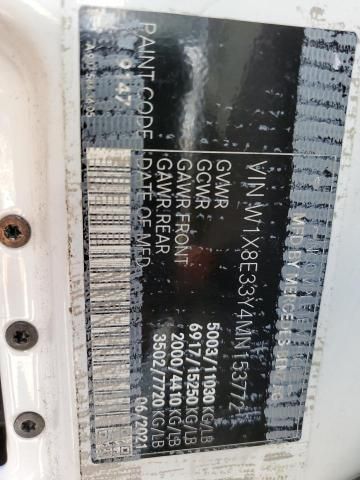 MFD BY MERCEDES-BENZ
VIN W1X8E33Y4MN153772
GVWR 5003/11030 KG/LB
GCWR 6917/15250 KG/LB
GAWR FRONT 2000/4410 KG/LB
GAWR REAR 3502/7720 KG/LB
DATE OF MFD 06/2021
PAINT CODE 9147